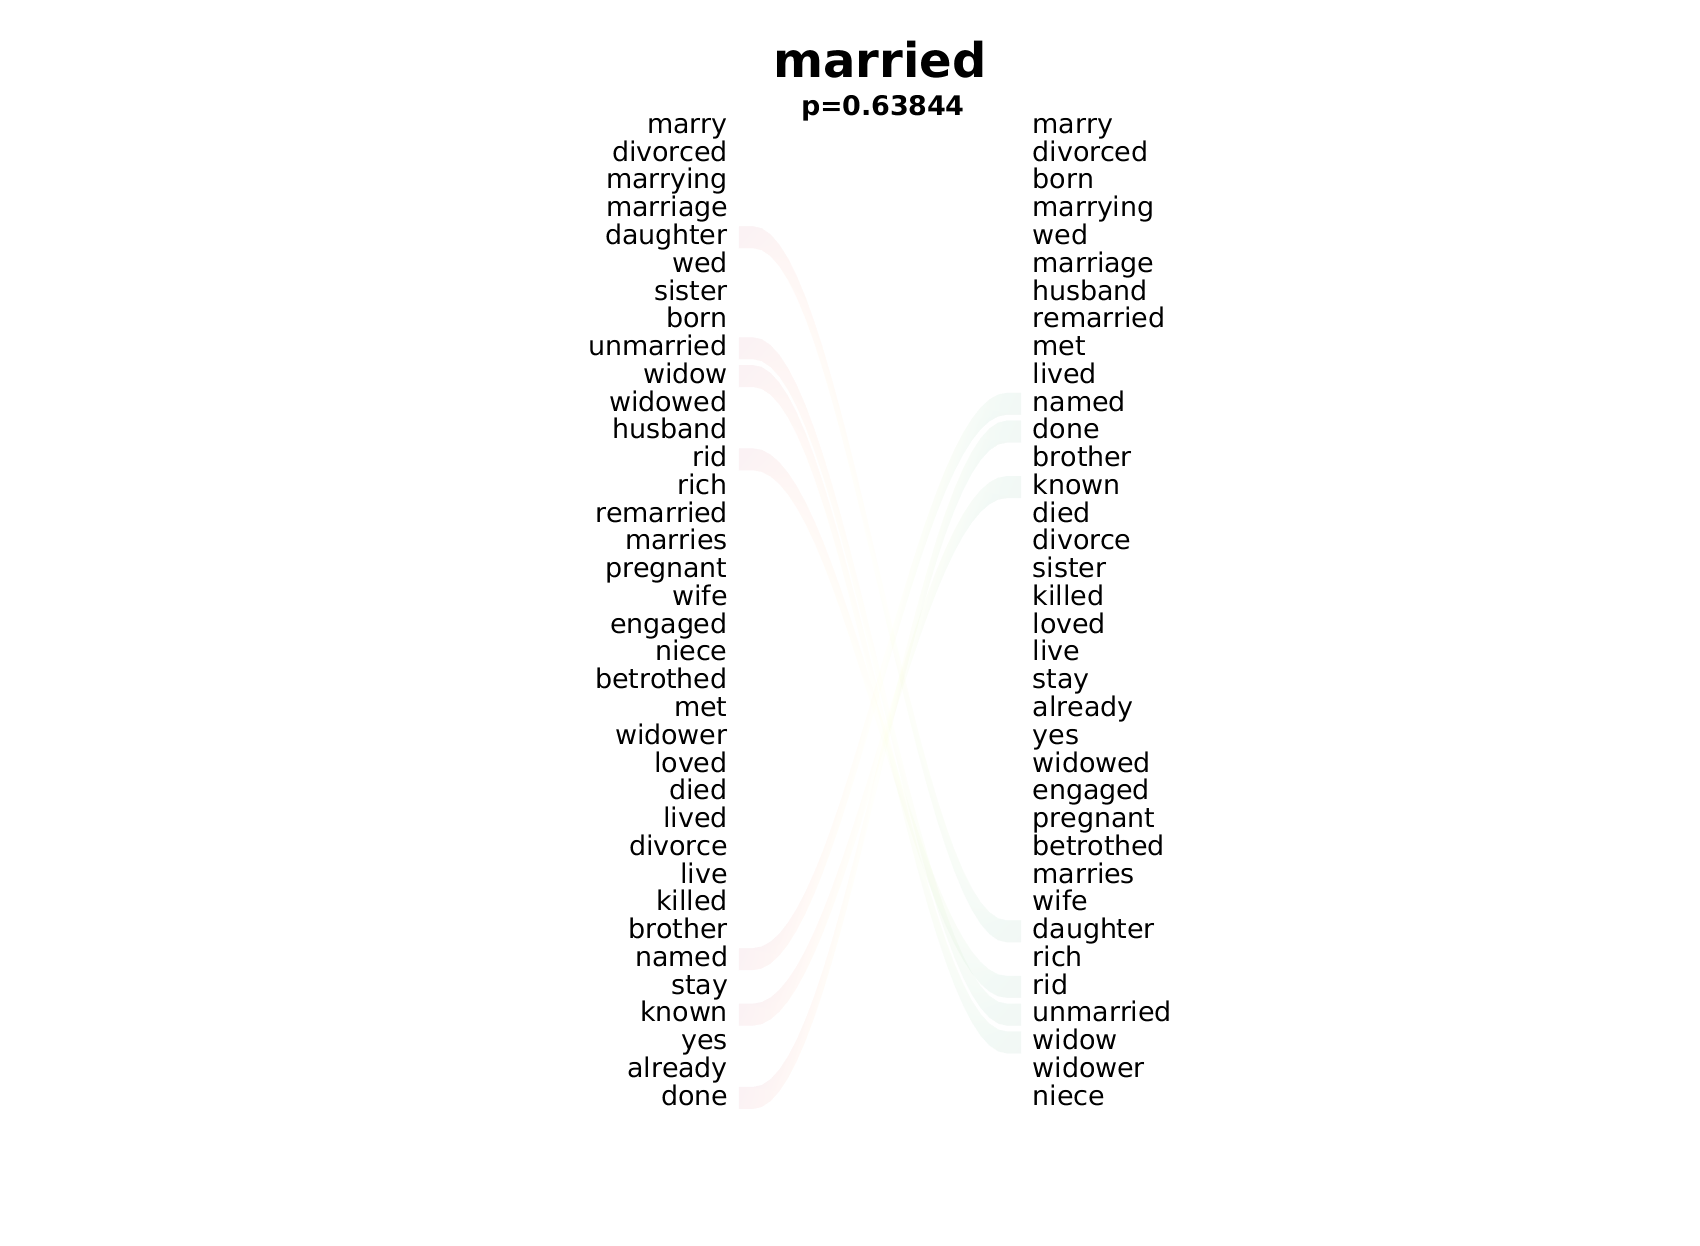 married
p=0.63844
marry marry
divorced divorced
marrying born
marriage marrying
daughter wed
wed marriage
sister husband
born remarried
unmarried met
widow lived
widowed named
husband done
rid brother
rich known
remarried died
marries divorce
pregnant sister
wife killed
engaged loved
niece live
betrothed stay
met already
widower yes
loved widowed
died engaged
lived pregnant
divorce betrothed
live marries
killed wife
brother daughter
named rich
stay rid
known unmarried
yes widow
already widower
done niece